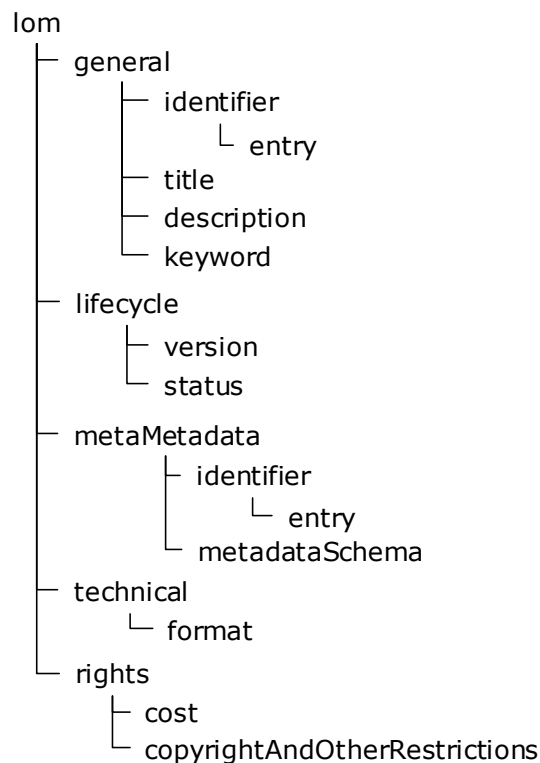 lom
general
identifier
entry
title
description
keyword
lifecycle
version
status
metaMetadata
identifier
entry
metadataSchema
technical
format
rights
cost
copyrightAndOtherRestrictions